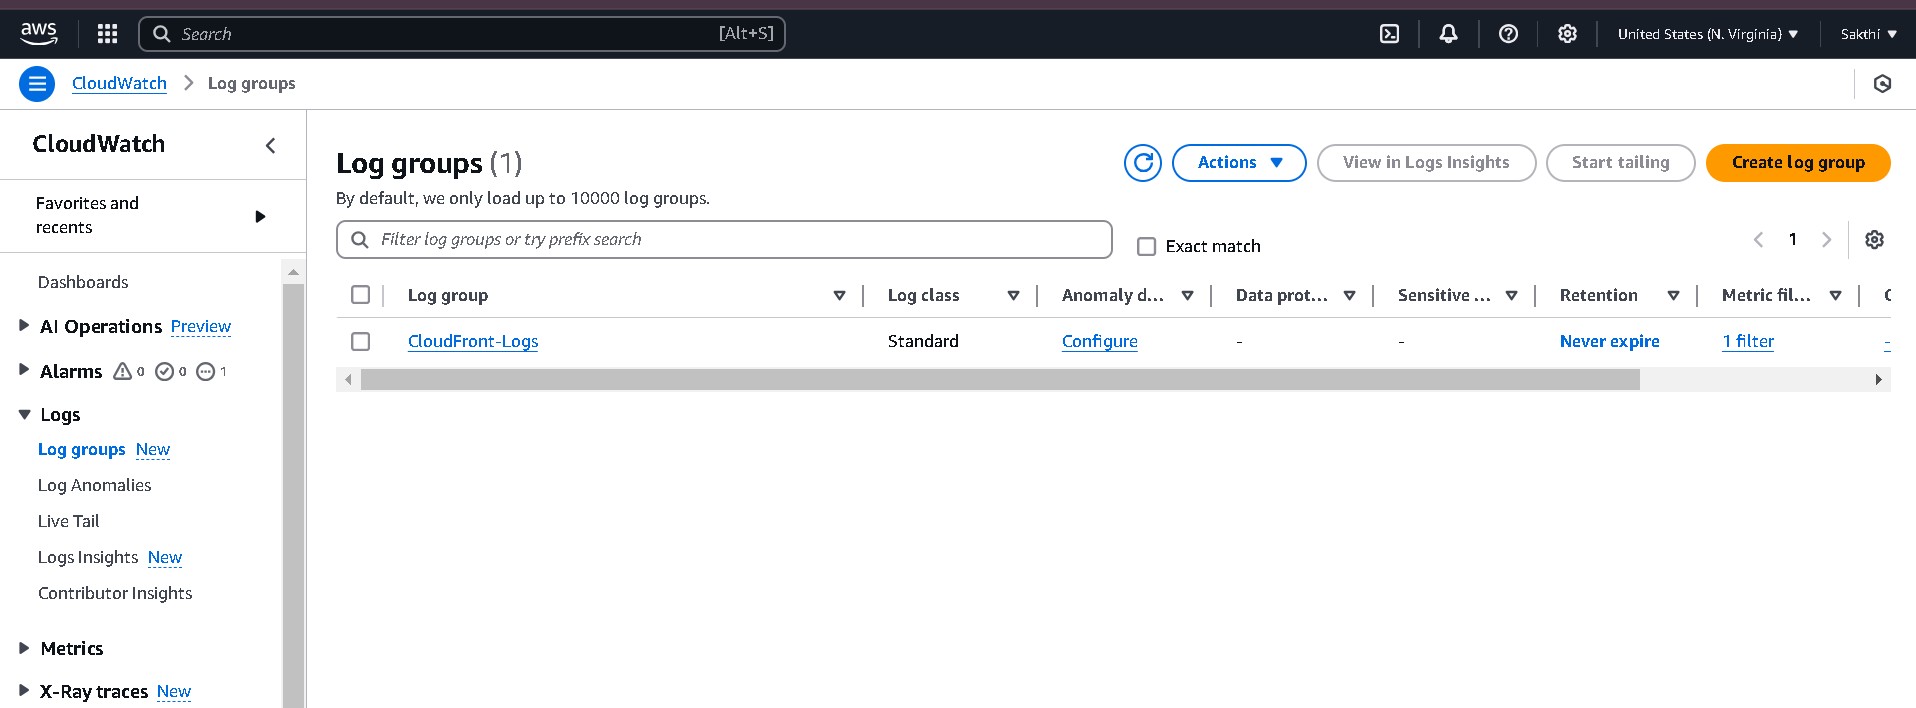 aws
Search [Alt+S]
United States (N. Virginia)
Sakthi
CloudWatch
Log groups
CloudWatch
Favorites and
recents
Dashboards
AI Operations Preview
Alarms 0 0 1
Logs
Log groups New
Log Anomalies
Live Tail
Logs Insights New
Contributor Insights
Metrics
X-Ray traces New
Log groups (1)
Actions
View in Logs Insights
Start tailing
Create log group
By default, we only load up to 10000 log groups.
Filter log groups or try prefix search
Exact match
1
Log group Log class Anomaly d... Data prot... Sensitive ... Retention Metric fil...
CloudFront-Logs Standard Configure - - Never expire 1 filter -